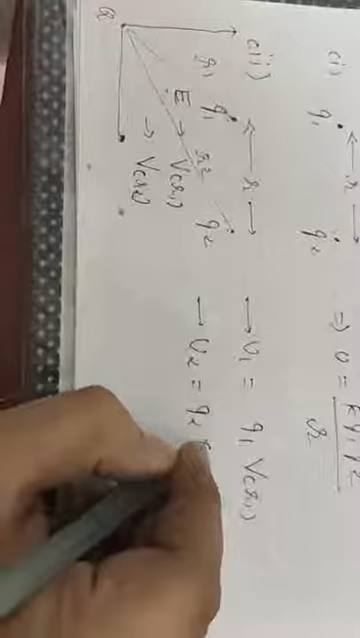 (i) q₁ ← r → q₂ ⇒ U = kq₁q₂ / r
(ii)
q₁ ← r → q₂
→ U₁ = q₁ V(r₁)
E → V(r₁)
→ V(r₂)
→ U₂ = q₂